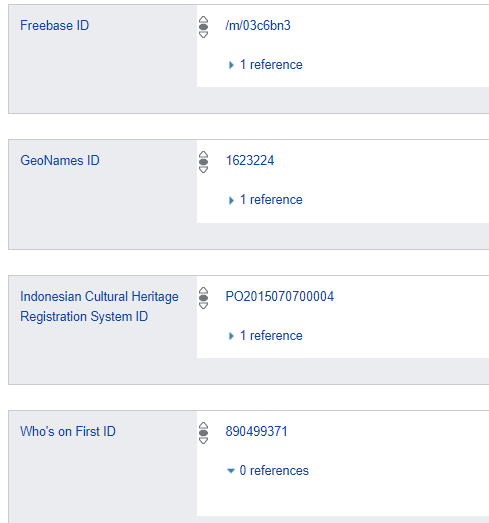 Freebase ID
/m/03c6bn3
1 reference
GeoNames ID
1623224
1 reference
Indonesian Cultural Heritage
Registration System ID
PO2015070700004
1 reference
Who's on First ID
890499371
0 references